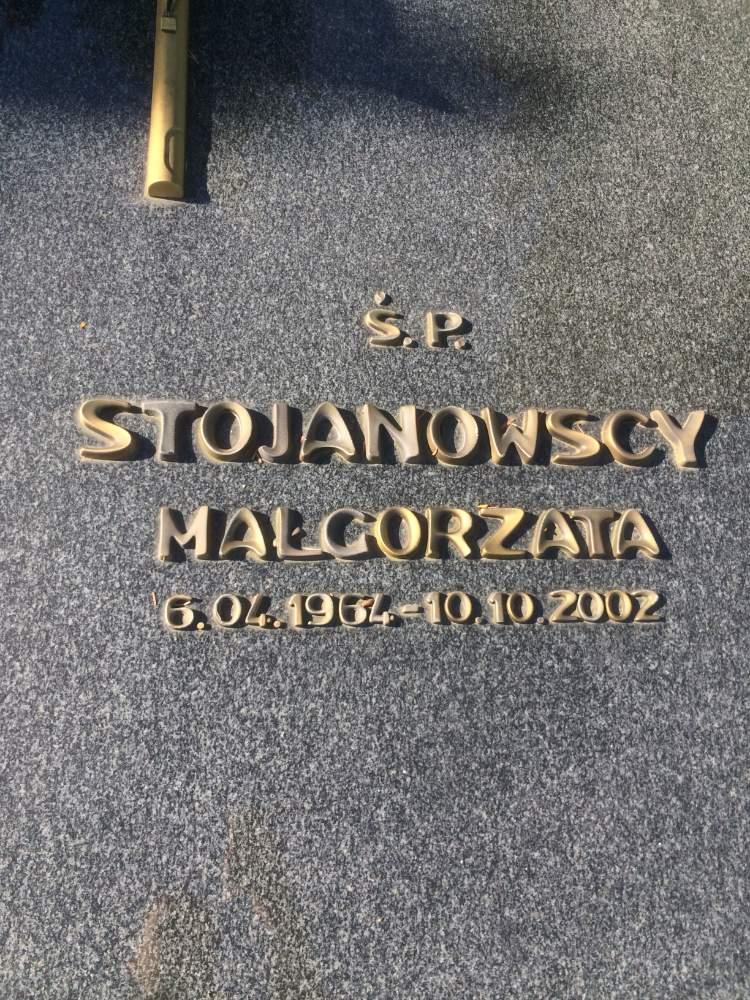 Ś.P.
STOJANOWSCY
MAŁGORZATA
6.04.1964.-10.10.2002